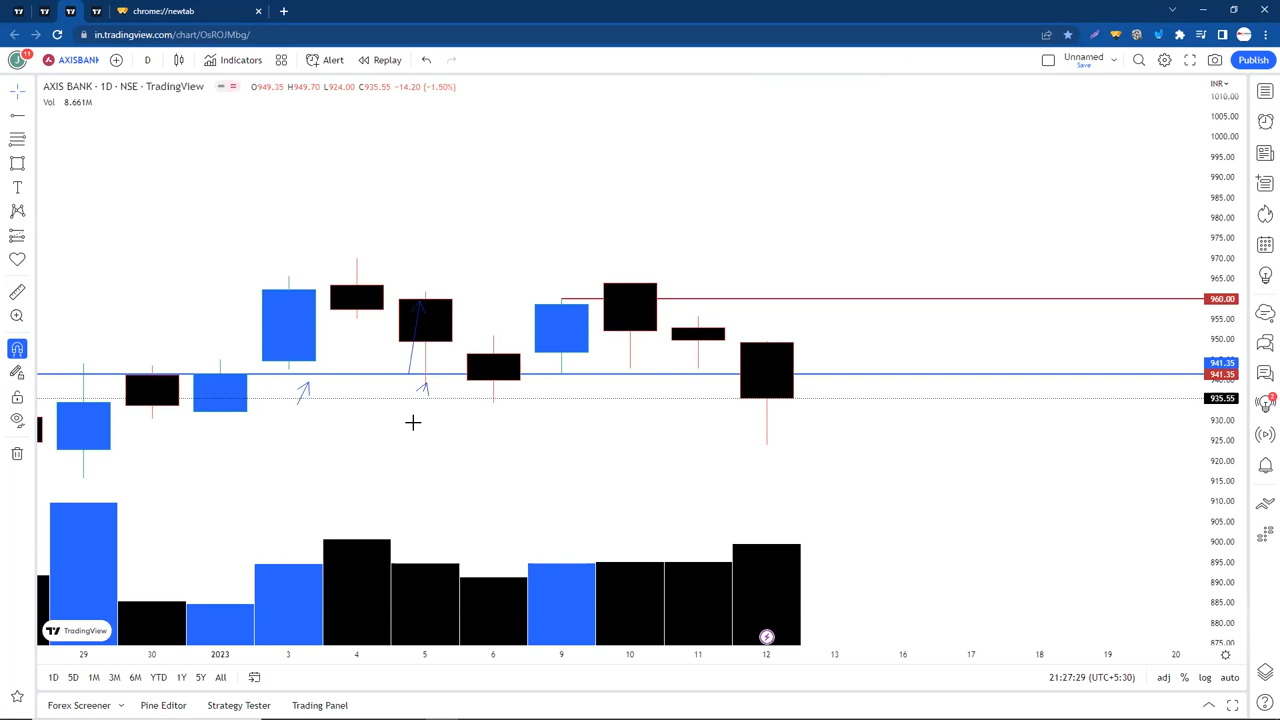 chrome://newtab
in.tradingview.com/chart/OsROJMbg/
11
AXISBANK
D
Indicators
Alert
Replay
Unnamed
Save
Publish
AXIS BANK · 1D · NSE · TradingView
O949.35 H949.70 L924.00 C935.55 −14.20 (−1.50%)
Vol 8.661M
INR
1010.00
1005.00
1000.00
995.00
990.00
985.00
980.00
975.00
970.00
965.00
960.00
955.00
950.00
941.35
941.35
935.55
930.00
925.00
920.00
915.00
910.00
905.00
900.00
895.00
890.00
885.00
880.00
875.00
2
TradingView
29 30 2023 3 4 5 6 9 10 11 12 13 16 17 18 19 20
1D 5D 1M 3M 6M YTD 1Y 5Y All
21:27:29 (UTC+5:30)
adj % log auto
Forex Screener
Pine Editor
Strategy Tester
Trading Panel